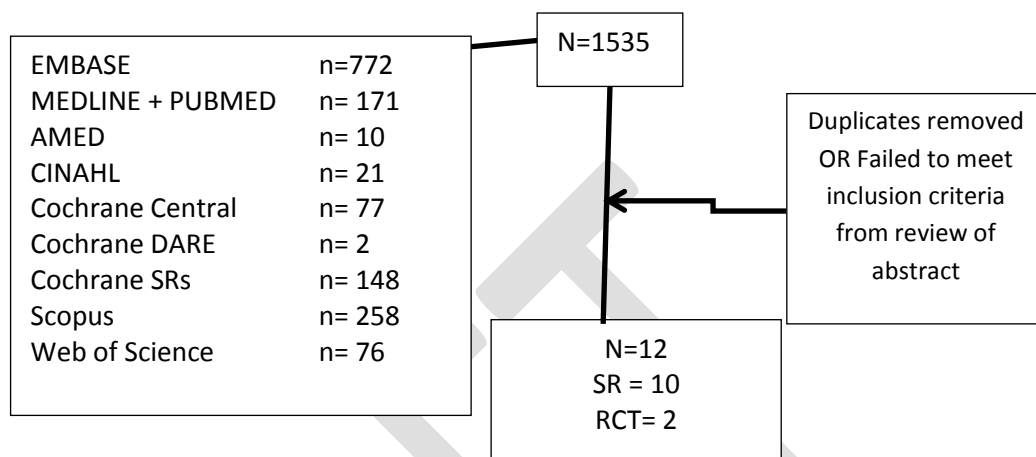 N=1535
EMBASE n=772
MEDLINE + PUBMED n= 171
AMED n= 10
CINAHL n= 21
Cochrane Central n= 77
Cochrane DARE n= 2
Cochrane SRs n= 148
Scopus n= 258
Web of Science n= 76
Duplicates removed
OR Failed to meet
inclusion criteria
from review of
abstract
N=12
SR = 10
RCT= 2